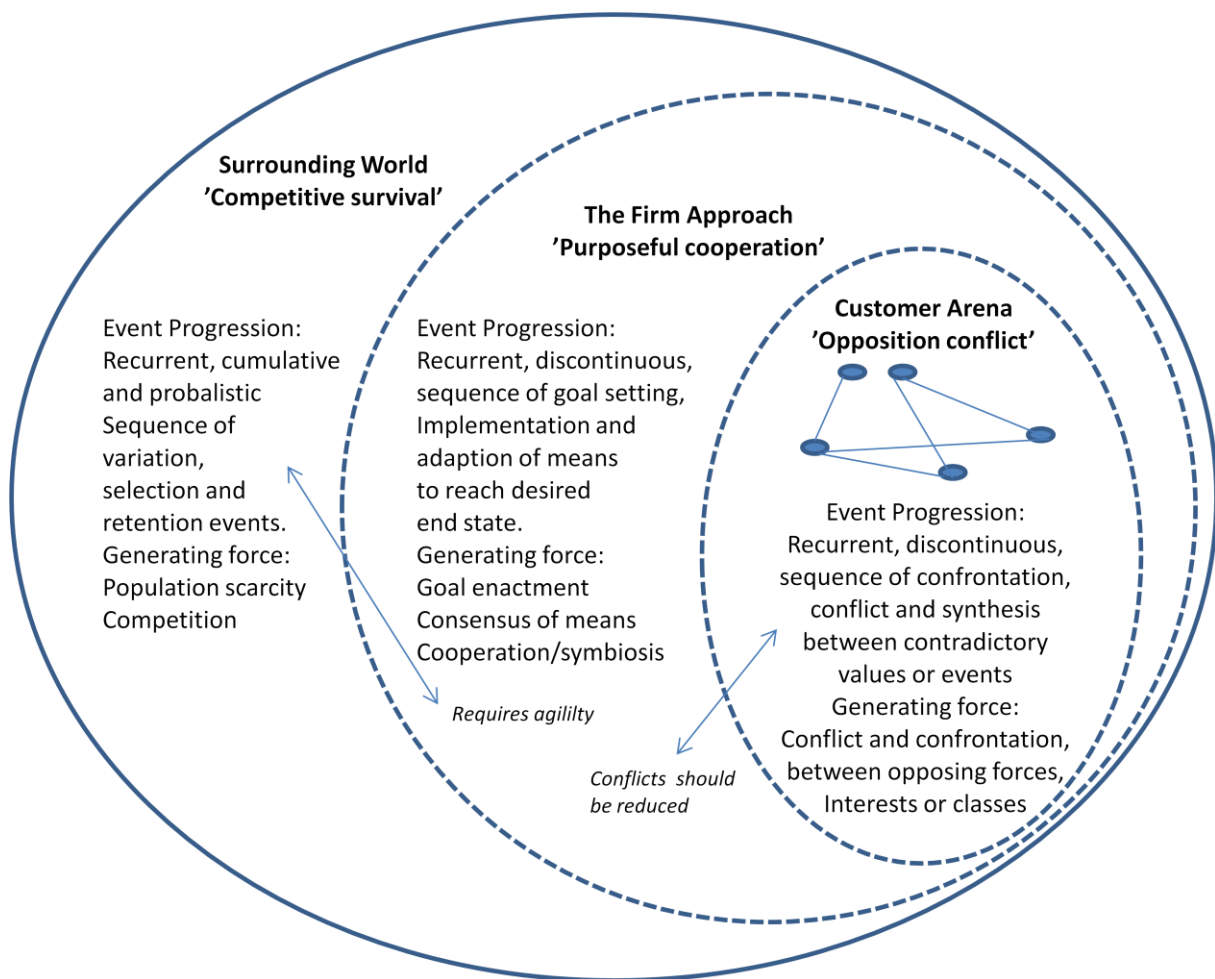 Surrounding World
’Competitive survival’
Event Progression:
Recurrent, cumulative
and probalistic
Sequence of
variation,
selection and
retention events.
Generating force:
Population scarcity
Competition
The Firm Approach
’Purposeful cooperation’
Event Progression:
Recurrent, discontinuous,
sequence of goal setting,
Implementation and
adaption of means
to reach desired
end state.
Generating force:
Goal enactment
Consensus of means
Cooperation/symbiosis
Requires agililty
Conflicts should
be reduced
Customer Arena
’Opposition conflict’
Event Progression:
Recurrent, discontinuous,
sequence of confrontation,
conflict and synthesis
between contradictory
values or events
Generating force:
Conflict and confrontation,
between opposing forces,
Interests or classes